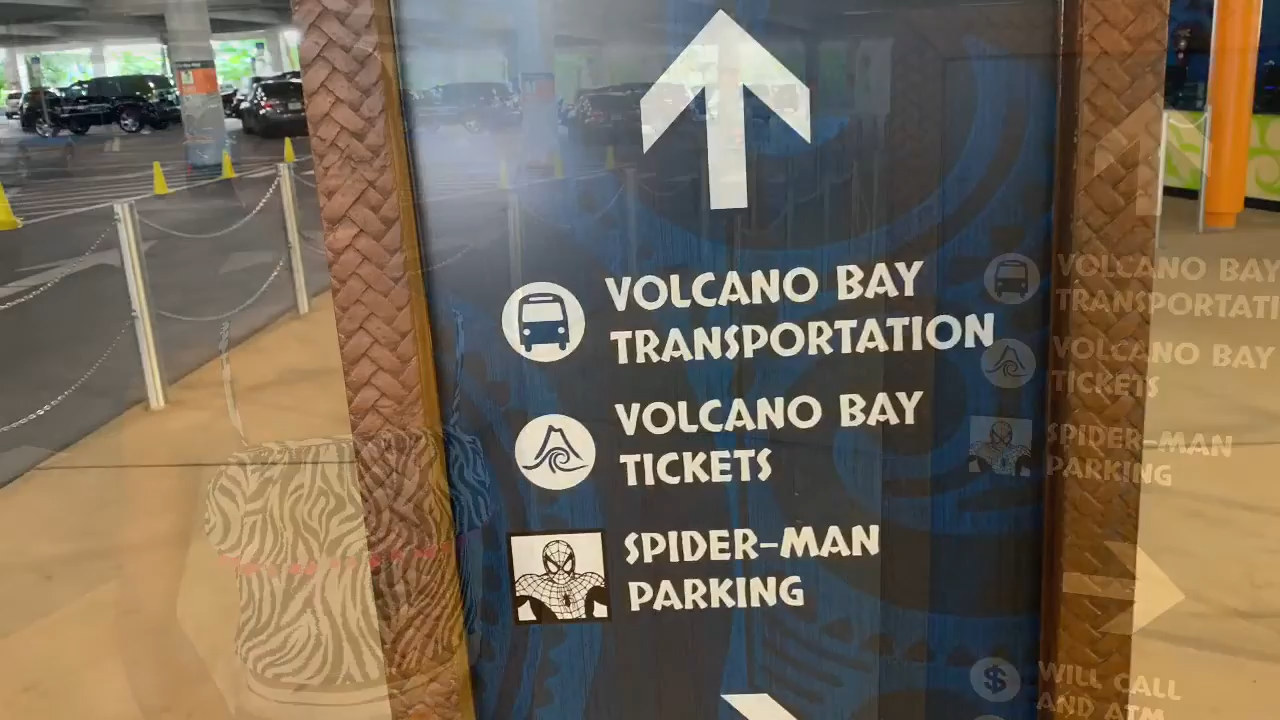 VOLCANO BAY
TRANSPORTATION
VOLCANO BAY
TICKETS
SPIDER-MAN
PARKING
VOLCANO BAY
TRANSPORTATI
VOLCANO BAY
TICKETS
SPIDER-MAN
PARKING
$
WILL CALL
AND ATM